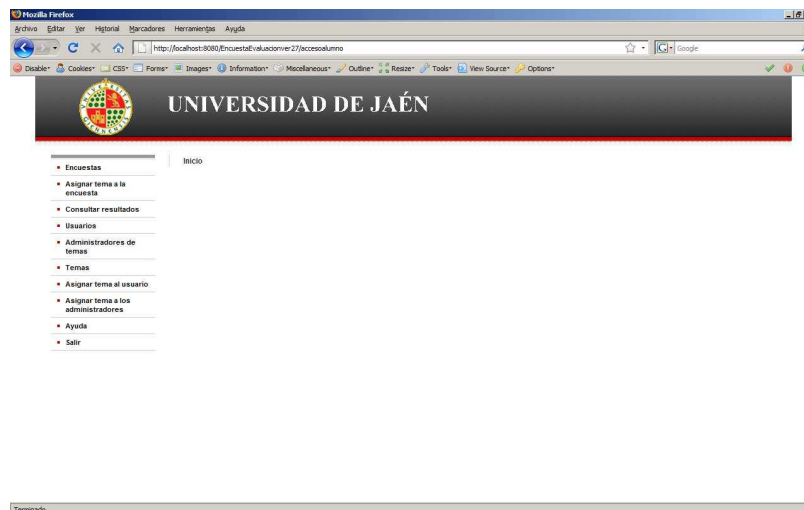 Mozilla Firefox
Archivo Editar Ver Historial Marcadores Herramientas Ayuda
http://localhost:8080/EncuestaEvaluacionver27/accesoalumno
Google
Disable Cookies CSS Forms Images Information Miscellaneous Outline Resize Tools View Source Options
UNIVERSIDAD DE JAÉN
Inicio
Encuestas
Asignar tema a la
encuesta
Consultar resultados
Usuarios
Administradores de
temas
Temas
Asignar tema al usuario
Asignar tema a los
administradores
Ayuda
Salir
Terminado